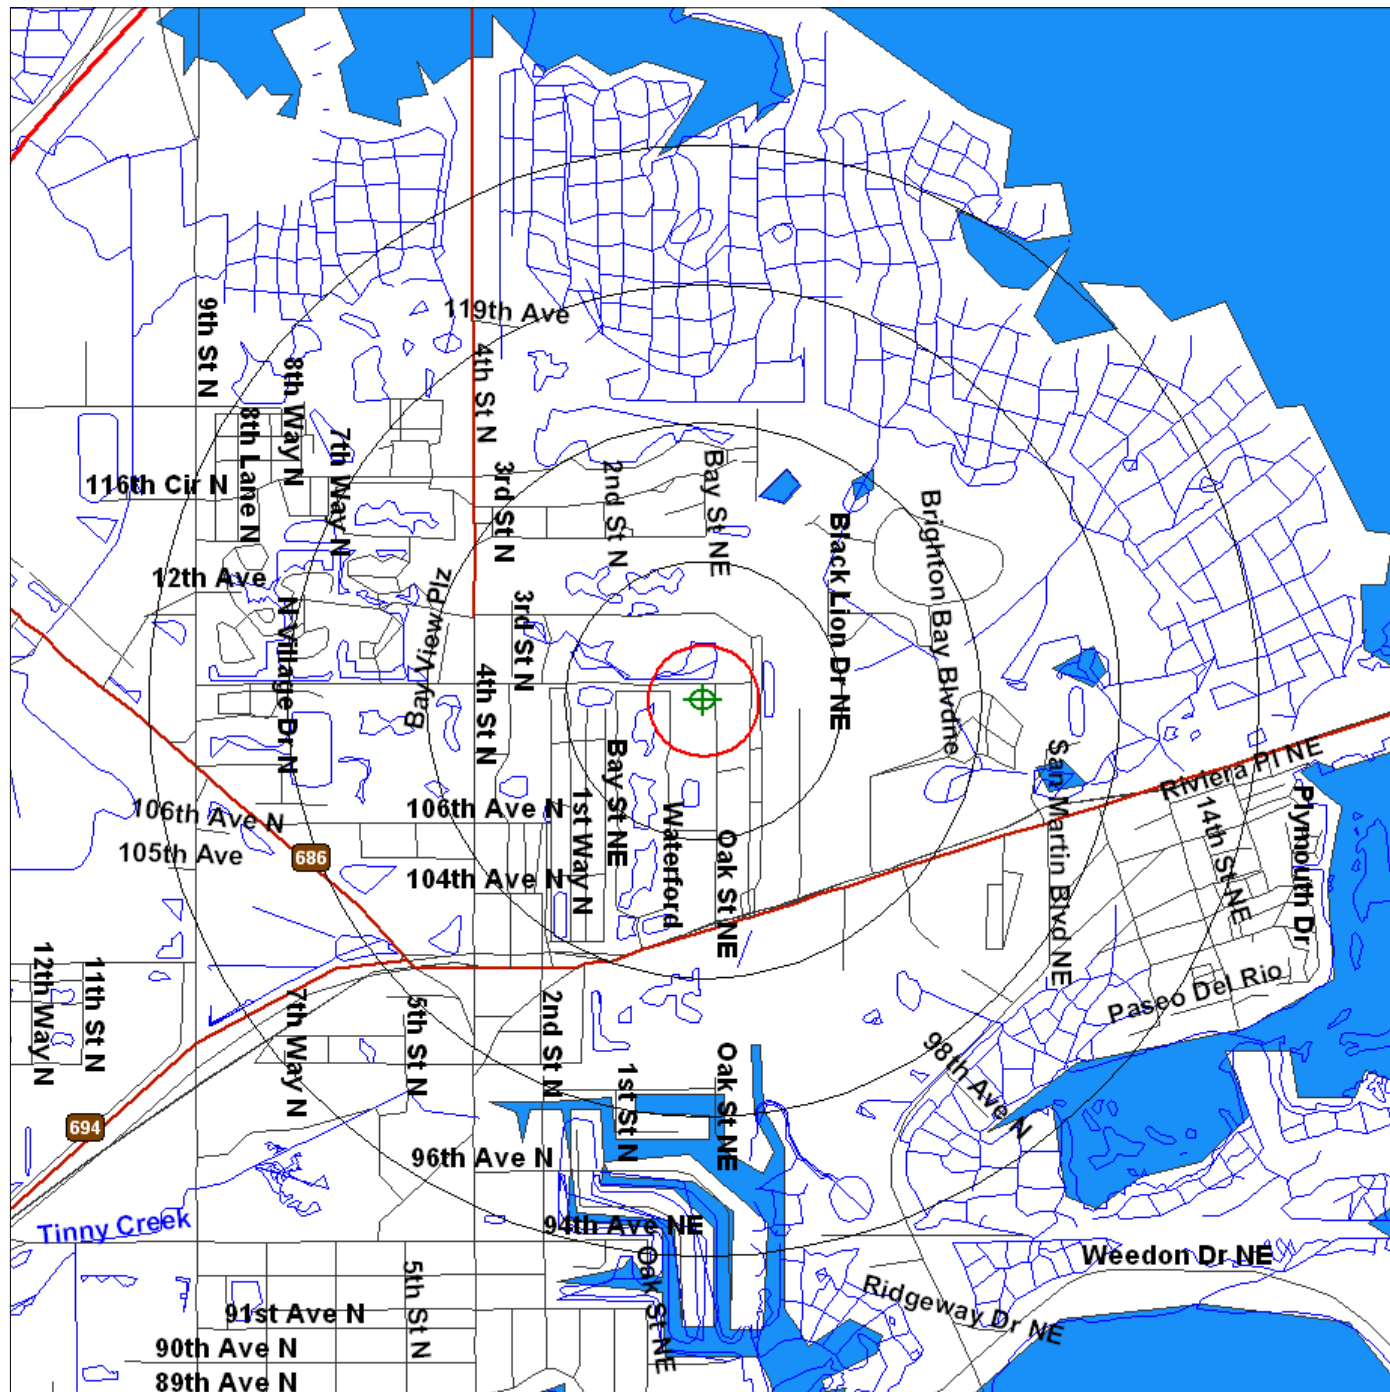 119th Ave
9th St N
4th St N
8th Way N
8th Lane N
7th Way N
116th Cir N
3rd St N
2nd St N
Bay St NE
Black Lion Dr NE
Brighton Bay Blvdne
12th Ave
N Village Dr N
Bay View Plz
3rd St N
4th St N
Bay St NE
San Martin Blvd NE
Riviera Pl NE
106th Ave N
106th Ave N
1st Way N
Waterford
Oak St NE
14th St NE
Plymouth Dr
105th Ave
686
104th Ave N
12th Way N
11th St N
7th Way N
5th St N
2nd St N
Paseo Del Rio
98th Ave N
1st St N
Oak St NE
694
96th Ave N
Tinny Creek
94th Ave NE
Oak St NE
Weedon Dr NE
5th St N
Ridgeway Dr NE
91st Ave N
90th Ave N
89th Ave N